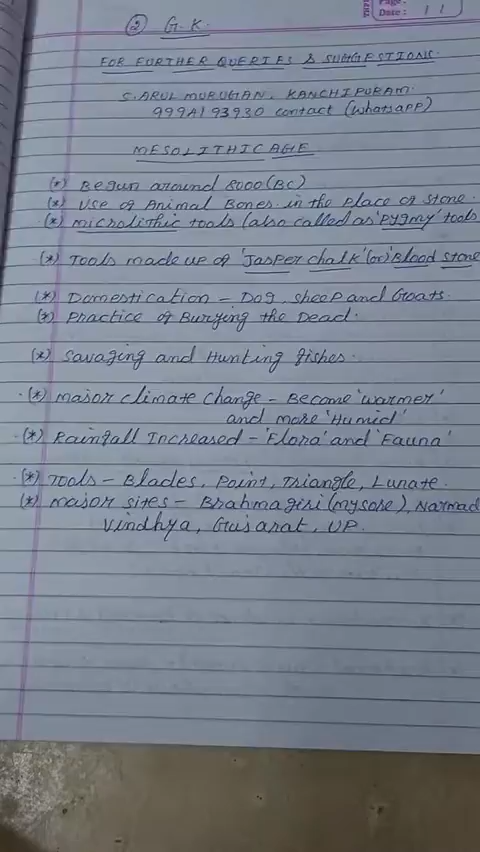 Page:
Date: 11
② G.K.
FOR FURTHER QUERIES & SUGGESTIONS.
S. ARUL MURUGAN, KANCHIPURAM.
999A193930 contact (Whatsapp)
MESOLITHIC AGE
(*) Begun around 8000 (BC)
(*) Use of Animal Bones in the place of stone.
(*) Microlithic tools (also called as 'Pygmy' tools
(*) Tools made up of 'Jasper chalk' (or) Blood stone
(*) Domestication - Dog, Sheep and Goats.
(*) Practice of Burying the Dead.
(*) Savaging and Hunting fishes.
(*) Major climate change - Become 'warmer'
and more 'Humid'
(*) Rainfall Increased - 'Flora' and 'Fauna'
(*) Tools - Blades, Point, Triangle, Lunate.
(*) Major sites - Brahmagiri (Mysore), Narmad
Vindhya, Gujarat, UP.